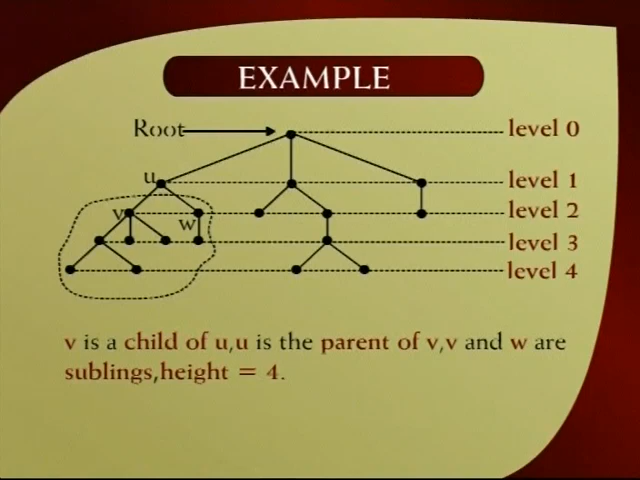 EXAMPLE
Root
level 0
u
level 1
v
w
level 2
level 3
level 4
v is a child of u,u is the parent of v,v and w are
sublings,height = 4.